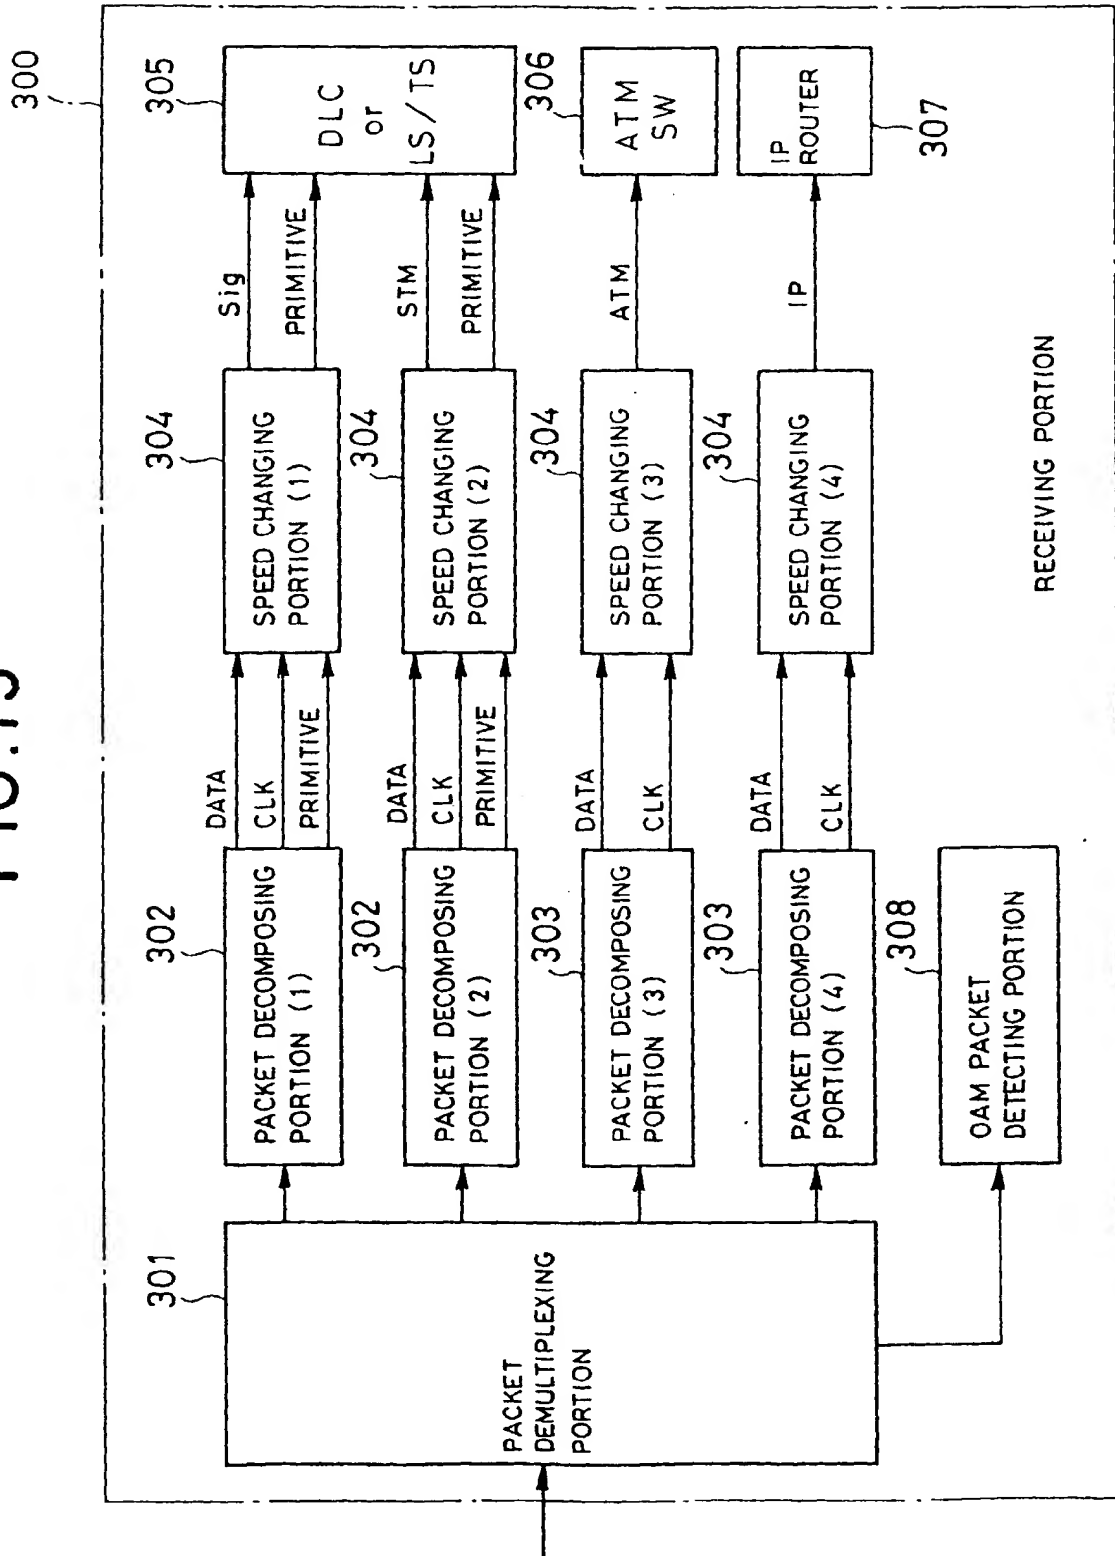 300
301
PACKET
DEMULTIPLEXING
PORTION
302
PACKET DECOMPOSING
PORTION (1)
DATA
CLK
PRIMITIVE
304
SPEED CHANGING
PORTION (1)
Sig
PRIMITIVE
305
DLC
or
LS/TS
302
PACKET DECOMPOSING
PORTION (2)
DATA
CLK
PRIMITIVE
304
SPEED CHANGING
PORTION (2)
STM
PRIMITIVE
303
PACKET DECOMPOSING
PORTION (3)
DATA
CLK
304
SPEED CHANGING
PORTION (3)
ATM
306
ATM
SW
303
PACKET DECOMPOSING
PORTION (4)
DATA
CLK
304
SPEED CHANGING
PORTION (4)
IP
IP
ROUTER
307
308
OAM PACKET
DETECTING PORTION
RECEIVING PORTION